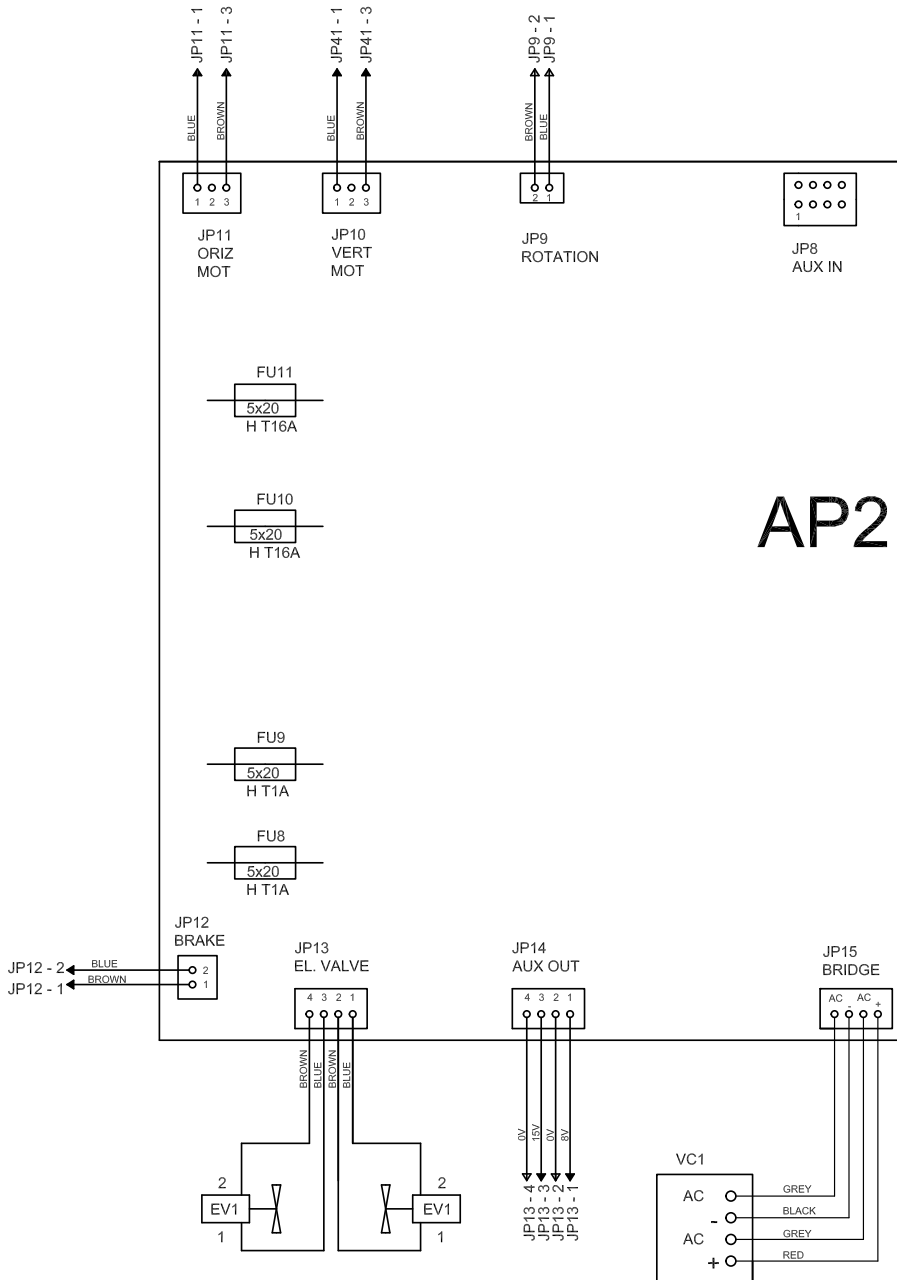 JP11 - 1
JP11 - 3
JP41 - 1
JP41 - 3
JP9 - 2
JP9 - 1
BLUE
BROWN
BLUE
BROWN
BROWN
BLUE
1 2 3
1 2 3
2 1
1
JP11
ORIZ
MOT
JP10
VERT
MOT
JP9
ROTATION
JP8
AUX IN
FU11
5x20
H T16A
FU10
5x20
H T16A
AP2
FU9
5x20
H T1A
FU8
5x20
H T1A
JP12
BRAKE
JP12 - 2
BLUE
2
JP12 - 1
BROWN
1
JP13
EL. VALVE
4 3 2 1
JP14
AUX OUT
4 3 2 1
JP15
BRIDGE
AC - AC +
BROWN
BLUE
BROWN
BLUE
0V
15V
0V
8V
JP13 - 4
JP13 - 3
JP13 - 2
JP13 - 1
2
EV1
1
2
EV1
1
VC1
AC
GREY
-
BLACK
AC
GREY
+
RED